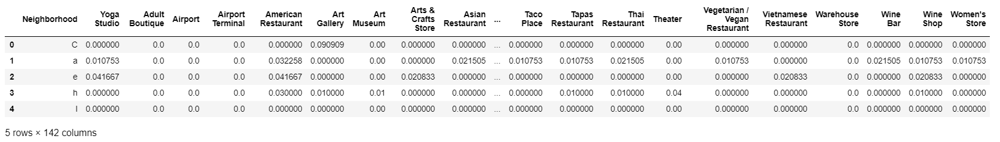 Neighborhood Yoga Studio Adult Boutique Airport Airport Terminal American Restaurant Art Gallery Art Museum Arts & Crafts Store Asian Restaurant ... Taco Place Tapas Restaurant Thai Restaurant Theater Vegetarian / Vegan Restaurant Vietnamese Restaurant Warehouse Store Wine Bar Wine Shop Women's Store
0 C 0.000000 0.0 0.0 0.0 0.000000 0.090909 0.00 0.000000 0.000000 ... 0.000000 0.000000 0.000000 0.00 0.000000 0.000000 0.0 0.000000 0.000000 0.000000
1 a 0.010753 0.0 0.0 0.0 0.032258 0.000000 0.00 0.000000 0.021505 ... 0.010753 0.010753 0.021505 0.00 0.010753 0.000000 0.0 0.021505 0.010753 0.010753
2 e 0.041667 0.0 0.0 0.0 0.041667 0.000000 0.00 0.020833 0.000000 ... 0.000000 0.000000 0.000000 0.00 0.000000 0.020833 0.0 0.000000 0.020833 0.000000
3 h 0.000000 0.0 0.0 0.0 0.030000 0.010000 0.01 0.000000 0.000000 ... 0.000000 0.010000 0.010000 0.04 0.000000 0.000000 0.0 0.000000 0.010000 0.000000
4 l 0.000000 0.0 0.0 0.0 0.000000 0.000000 0.00 0.000000 0.000000 ... 0.000000 0.000000 0.000000 0.00 0.000000 0.000000 0.0 0.000000 0.000000 0.000000
5 rows × 142 columns